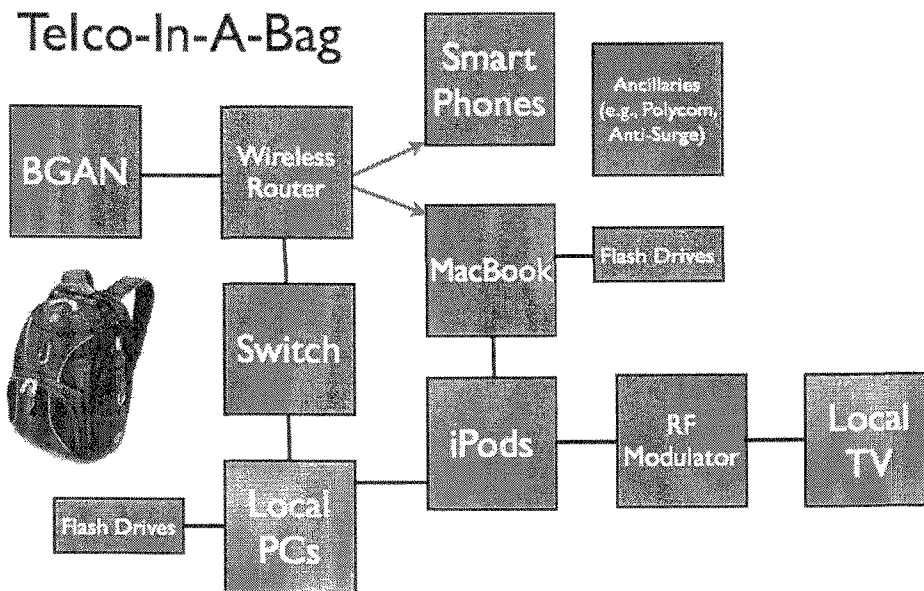 Telco-In-A-Bag
Smart
Phones
Ancillaries
(e.g., Polycom,
Anti-Surge)
BGAN
Wireless
Router
MacBook
Flash Drives
Switch
iPods
RF
Modulator
Local
TV
Flash Drives
Local
PCs